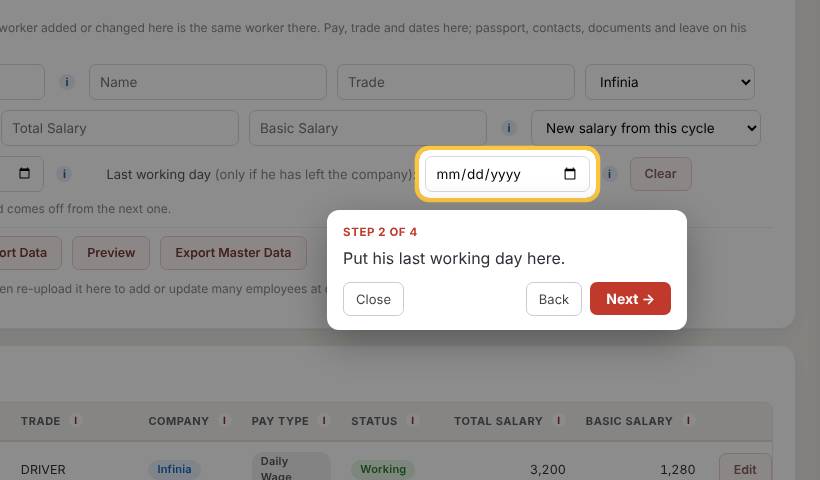 worker added or changed here is the same worker there. Pay, trade and dates here; passport, contacts, documents and leave on his
i Name Trade Infinia
Total Salary Basic Salary i New salary from this cycle
i Last working day (only if he has left the company): mm/dd/yyyy i Clear
d comes off from the next one.
ort Data Preview Export Master Data
en re-upload it here to add or update many employees at
STEP 2 OF 4
Put his last working day here.
Close Back Next →
TRADE i COMPANY i PAY TYPE i STATUS i TOTAL SALARY i BASIC SALARY i
DRIVER Infinia Daily Wage Working 3,200 1,280 Edit